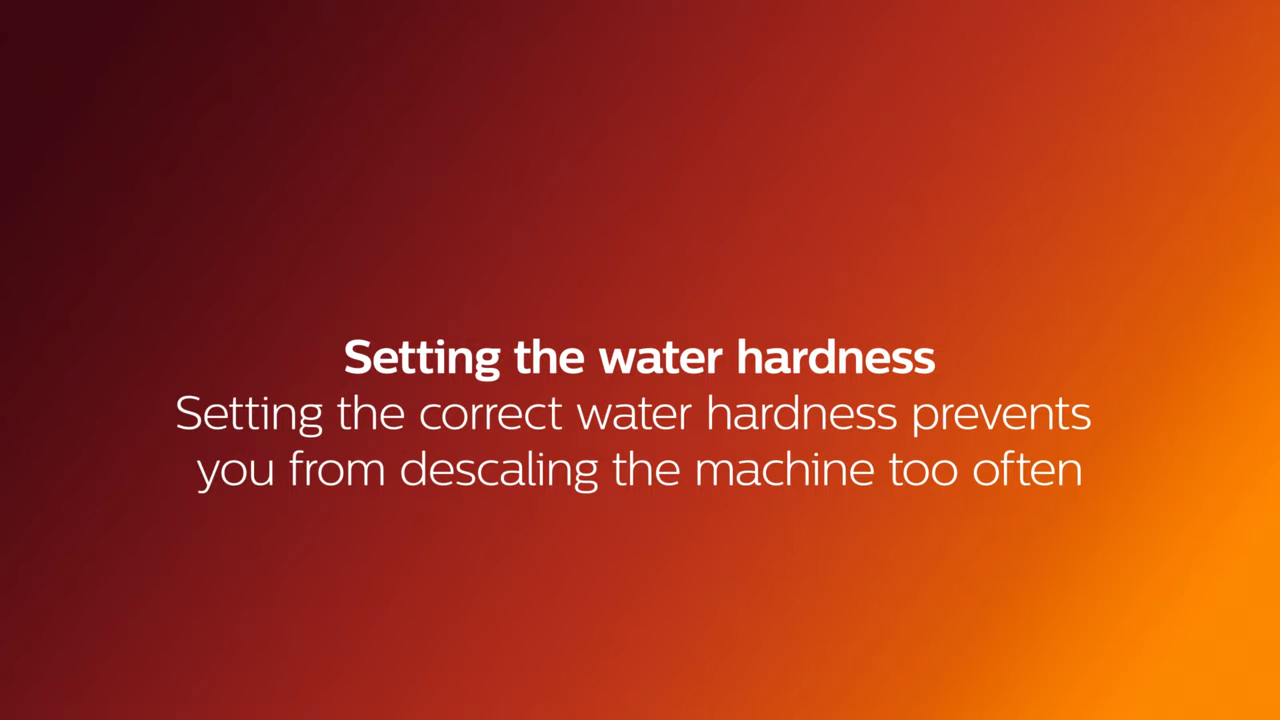 Setting the water hardness
Setting the correct water hardness prevents
you from descaling the machine too often